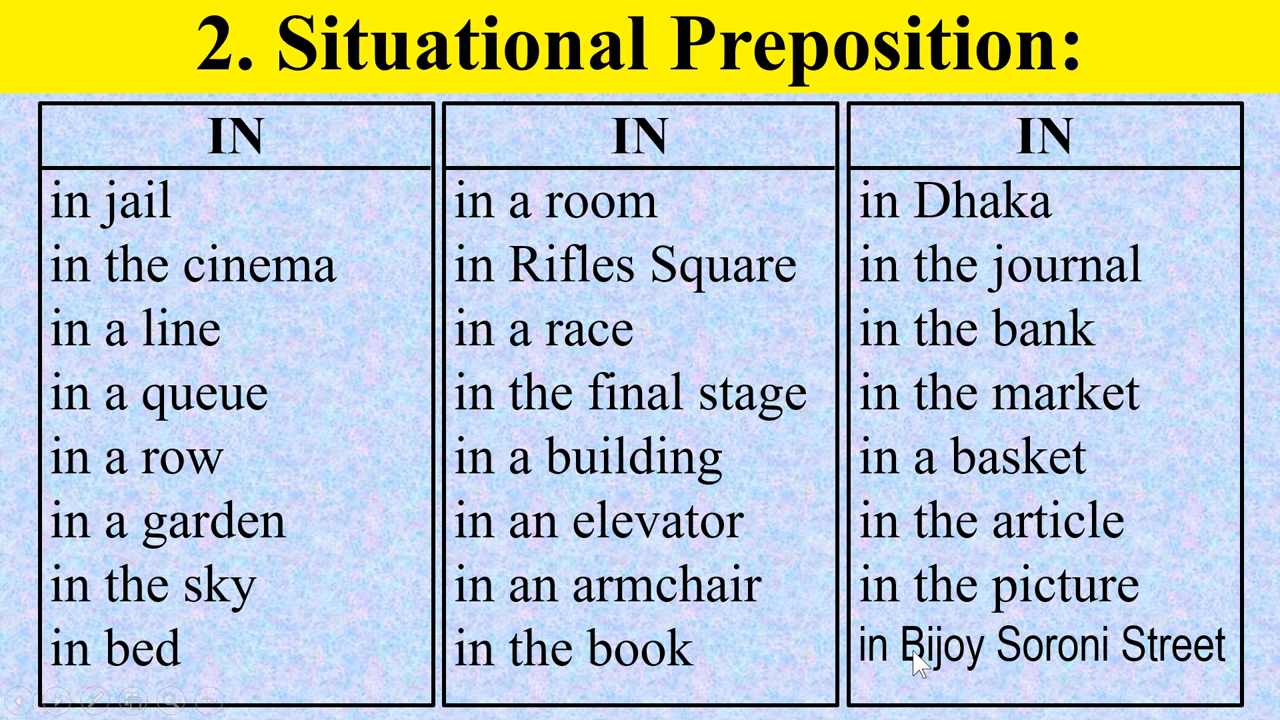 2. Situational Preposition:
IN
in jail
in the cinema
in a line
in a queue
in a row
in a garden
in the sky
in bed
IN
in a room
in Rifles Square
in a race
in the final stage
in a building
in an elevator
in an armchair
in the book
IN
in Dhaka
in the journal
in the bank
in the market
in a basket
in the article
in the picture
in Bijoy Soroni Street